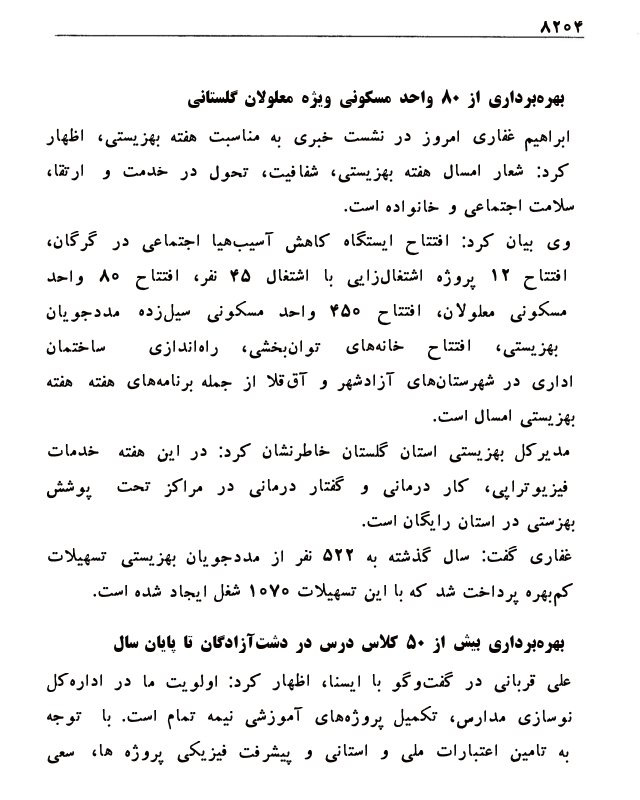 ۸۲۰۴
بهره‌برداری از ۸۰ واحد مسکونی ویژه معلولان گلستانی
ابراهیم غفاری امروز در نشست خبری به مناسبت هفته بهزیستی، اظهار
کرد: شعار امسال هفته بهزیستی، شفافیت، تحول در خدمت و ارتقا،
سلامت اجتماعی و خانواده است.
وی بیان کرد: افتتاح ایستگاه کاهش آسیب‌هیا اجتماعی در گرگان،
افتتاح ۱۲ پروژه اشتغال‌زایی با اشتغال ۴۵ نفر، افتتاح ۸۰ واحد
مسکونی معلولان، افتتاح ۴۵۰ واحد مسکونی سیل‌زده مددجویان
بهزیستی، افتتاح خانه‌های توان‌بخشی، راه‌اندازی ساختمان
اداری در شهرستان‌های آزادشهر و آق‌قلا از جمله برنامه‌های هفته هفته
بهزیستی امسال است.
مدیرکل بهزیستی استان گلستان خاطرنشان کرد: در این هفته خدمات
فیزیوتراپی، کار درمانی و گفتار درمانی در مراکز تحت پوشش
بهزستی در استان رایگان است.
غفاری گفت: سال گذشته به ۵۲۲ نفر از مددجویان بهزیستی تسهیلات
کم‌بهره پرداخت شد که با این تسهیلات ۱۰۷۰ شغل ایجاد شده است.
بهره‌برداری بیش از ۵۰ کلاس درس در دشت‌آزادگان تا پایان سال
علی قربانی در گفت‌وگو با ایسنا، اظهار کرد: اولویت ما در اداره‌کل
نوسازی مدارس، تکمیل پروژه‌های آموزشی نیمه تمام است. با توجه
به تامین اعتبارات ملی و استانی و پیشرفت فیزیکی پروژه ها، سعی